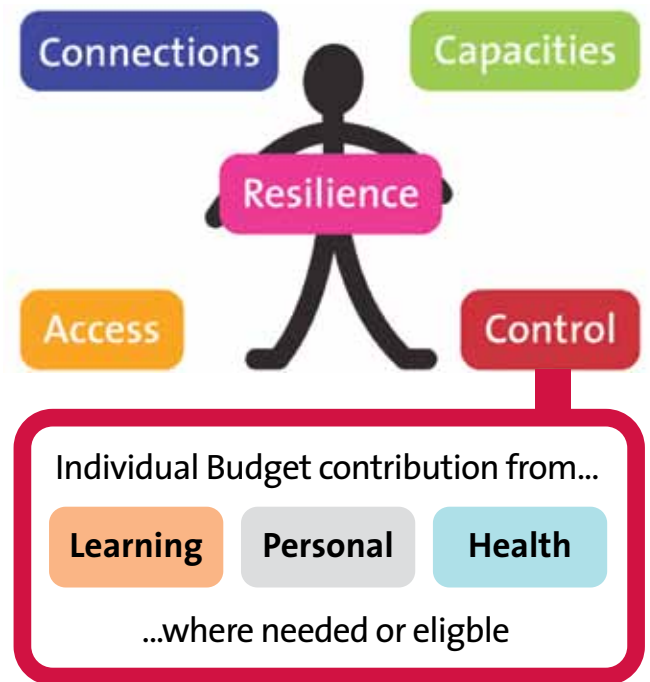 Connections
Capacities
Resilience
Access
Control
Individual Budget contribution from...
Learning Personal Health
...where needed or eligble